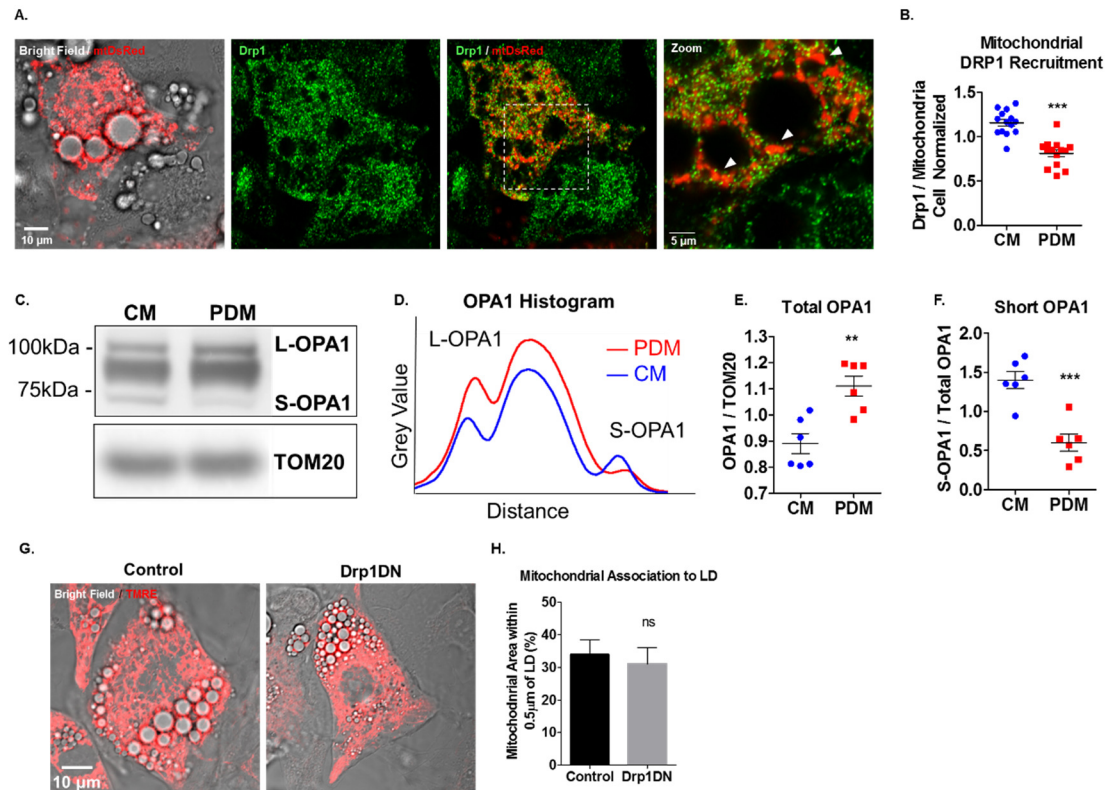 A.
Bright Field / mtDsRed
10 µm
Drp1
Drp1 / mtDsRed
Zoom
5 µm
B.
Mitochondrial
DRP1 Recruitment
Drp1 / Mitochondria
Cell Normalized
1.5
1.0
0.5
0.0
***
CM
PDM
C.
CM
PDM
100kDa -
75kDa -
L-OPA1
S-OPA1
TOM20
D.
OPA1 Histogram
L-OPA1
PDM
CM
S-OPA1
Grey Value
Distance
E.
Total OPA1
OPA1 / TOM20
1.3
1.2
1.1
1.0
0.9
0.8
0.7
**
CM
PDM
F.
Short OPA1
S-OPA1 / Total OPA1
2.0
1.5
1.0
0.5
0.0
***
CM
PDM
G.
Control
Drp1DN
Bright Field / TMRE
10 µm
H.
Mitochondrial Association to LD
Mitochodnrial Area within
0.5µm of LD (%)
50
40
30
20
10
0
ns
Control
Drp1DN